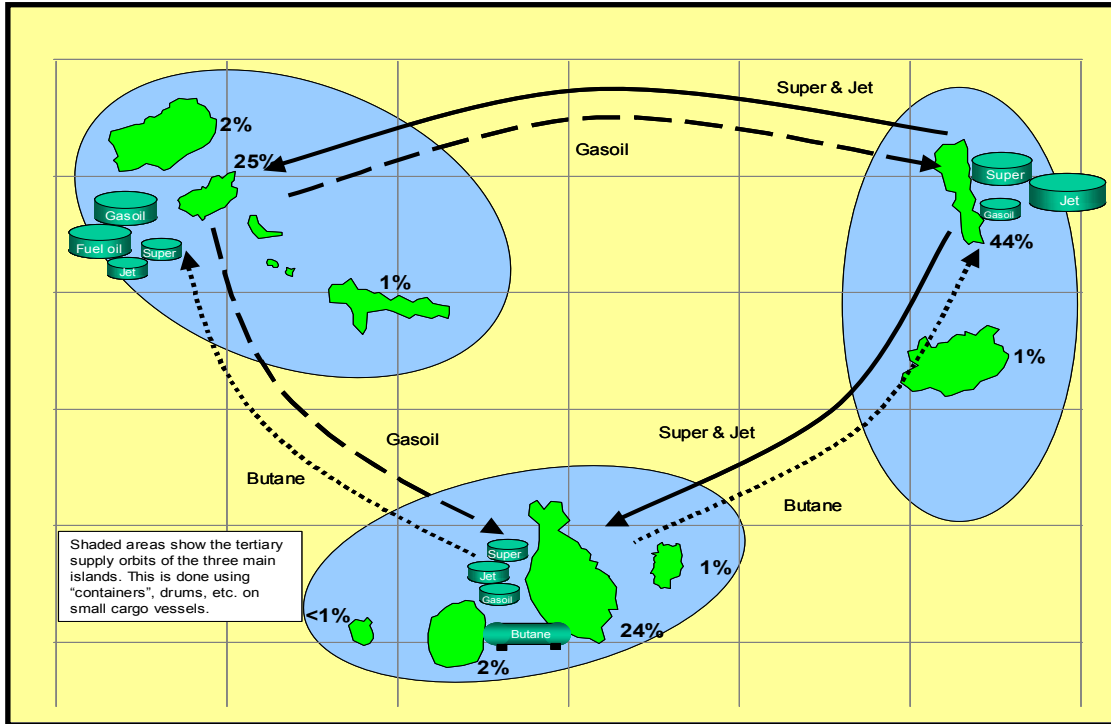 Super & Jet
2%
Gasoil
25%
Super
Jet
Gasoil
Gasoil
Fuel oil
Super
Jet
44%
1%
1%
Gasoil
Super & Jet
Butane
Butane
Shaded areas show the tertiary
supply orbits of the three main
islands. This is done using
“containers”, drums, etc. on
small cargo vessels.
Super
Jet
Gasoil
1%
<1%
Butane
24%
2%